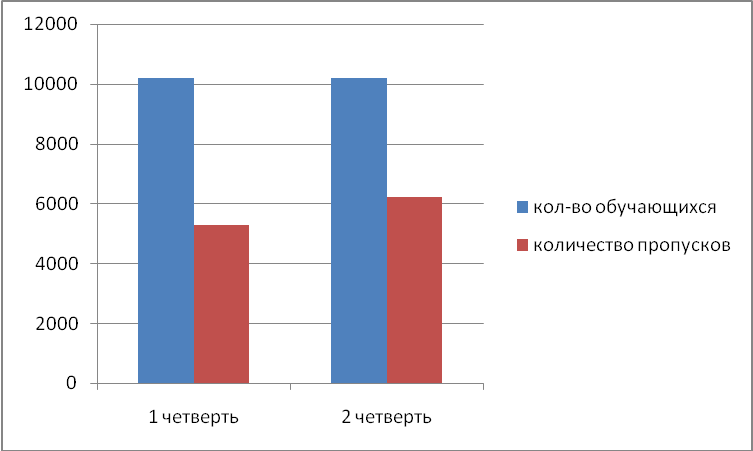 12000
10000
8000
6000
4000
2000
0
1 четверть
2 четверть
кол-во обучающихся
количество пропусков